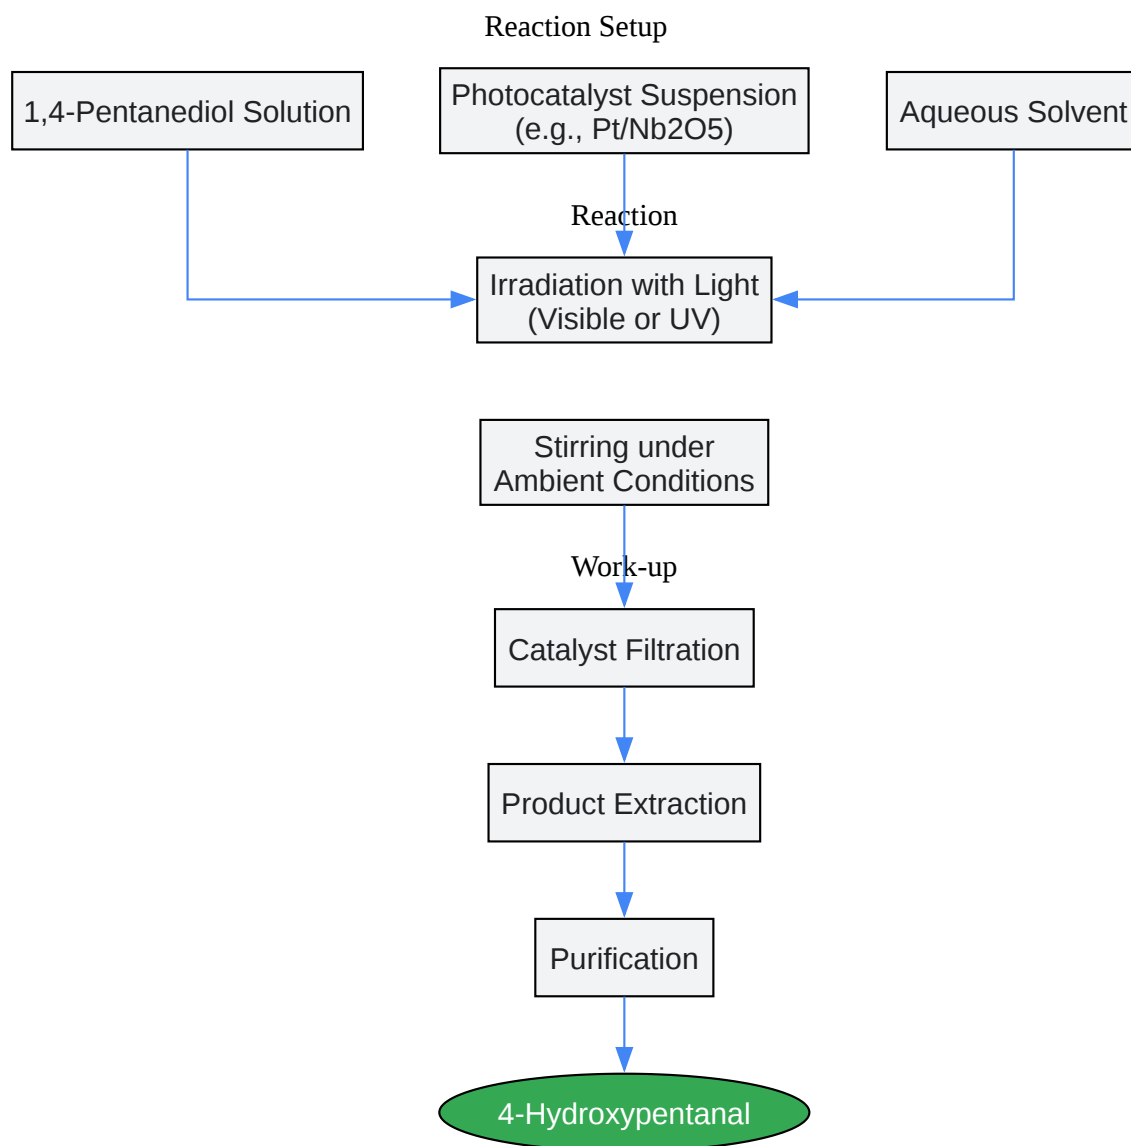 Reaction Setup
1,4-Pentanediol Solution
Photocatalyst Suspension
(e.g., Pt/Nb2O5)
Aqueous Solvent
Reaction
Irradiation with Light
(Visible or UV)
Stirring under
Ambient Conditions
Work-up
Catalyst Filtration
Product Extraction
Purification
4-Hydroxypentanal